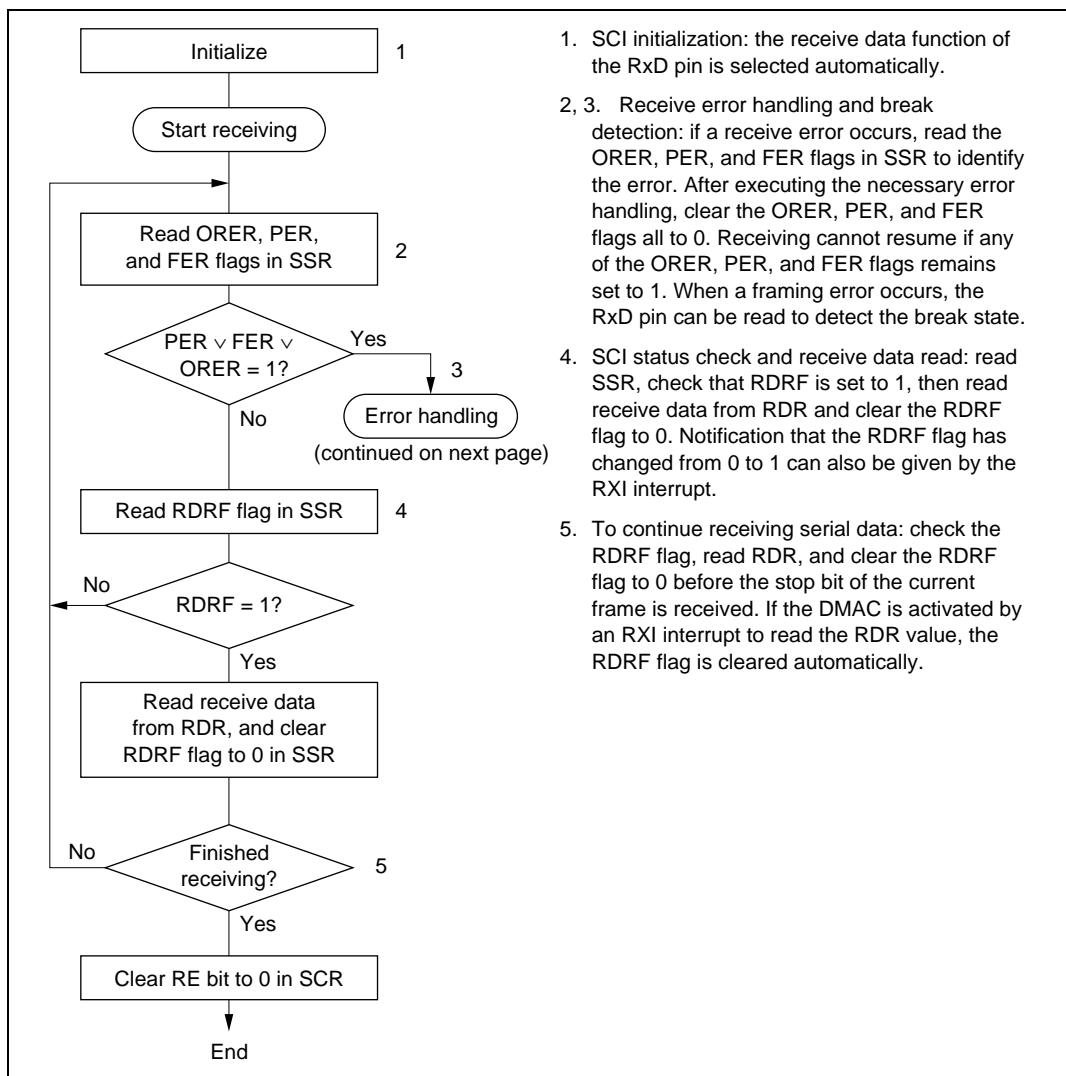 Initialize
1
Start receiving
Read ORER, PER,
and FER flags in SSR
2
PER ∨ FER ∨
ORER = 1?
Yes
3
No
Error handling
(continued on next page)
Read RDRF flag in SSR
4
No
RDRF = 1?
Yes
Read receive data
from RDR, and clear
RDRF flag to 0 in SSR
No
Finished
receiving?
5
Yes
Clear RE bit to 0 in SCR
End
1. SCI initialization: the receive data function of
the RxD pin is selected automatically.
2, 3. Receive error handling and break
detection: if a receive error occurs, read the
ORER, PER, and FER flags in SSR to identify
the error. After executing the necessary error
handling, clear the ORER, PER, and FER
flags all to 0. Receiving cannot resume if any
of the ORER, PER, and FER flags remains
set to 1. When a framing error occurs, the
RxD pin can be read to detect the break state.
4. SCI status check and receive data read: read
SSR, check that RDRF is set to 1, then read
receive data from RDR and clear the RDRF
flag to 0. Notification that the RDRF flag has
changed from 0 to 1 can also be given by the
RXI interrupt.
5. To continue receiving serial data: check the
RDRF flag, read RDR, and clear the RDRF
flag to 0 before the stop bit of the current
frame is received. If the DMAC is activated by
an RXI interrupt to read the RDR value, the
RDRF flag is cleared automatically.